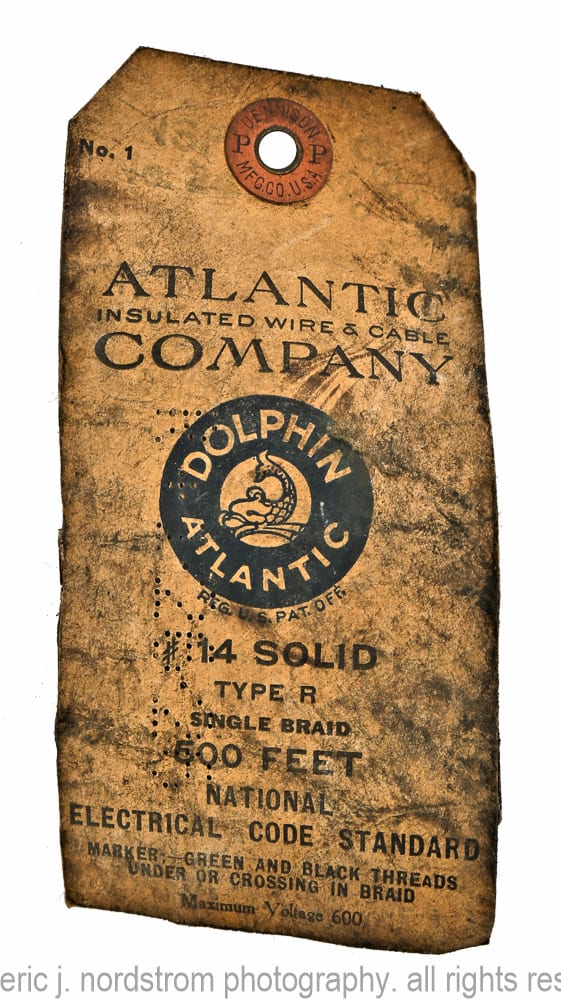 DENNISON
P P
MFG.CO.U.S.A
No. 1
ATLANTIC
INSULATED WIRE & CABLE
COMPANY
DOLPHIN
ATLANTIC
REG. U.S. PAT. OFF.
#14 SOLID
TYPE R
SINGLE BRAID
500 FEET
NATIONAL
ELECTRICAL CODE STANDARD
MARKER—GREEN AND BLACK THREADS
UNDER OR CROSSING IN BRAID
Maximum Voltage 600
eric j. nordstrom photography. all rights res